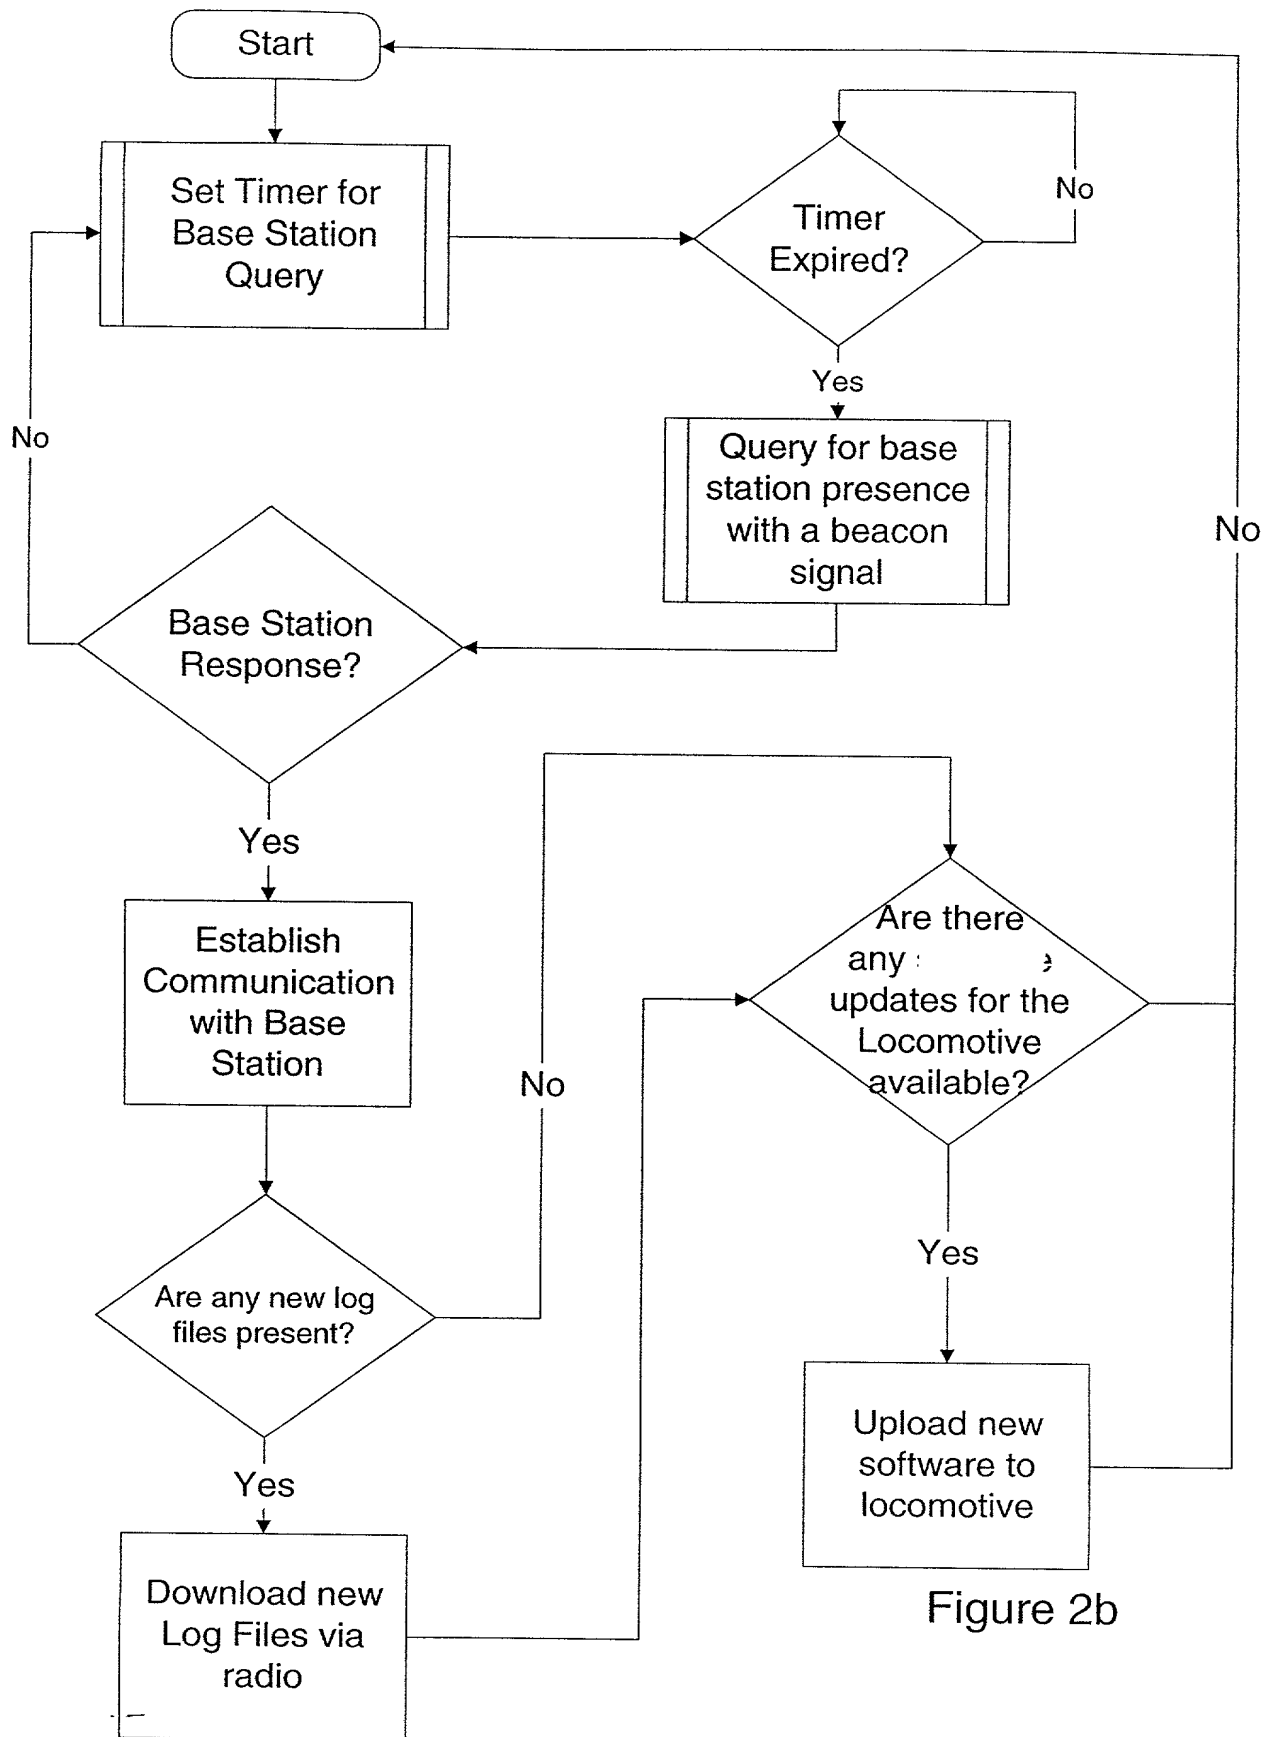 Start
Set Timer for
Base Station
Query
Timer
Expired?
No
Yes
No
Query for base
station presence
with a beacon
signal
No
Base Station
Response?
Yes
Establish
Communication
with Base
Station
No
Are there
any
updates for the
Locomotive
available?
Yes
Are any new log
files present?
Yes
Upload new
software to
locomotive
Download new
Log Files via
radio
Figure 2b